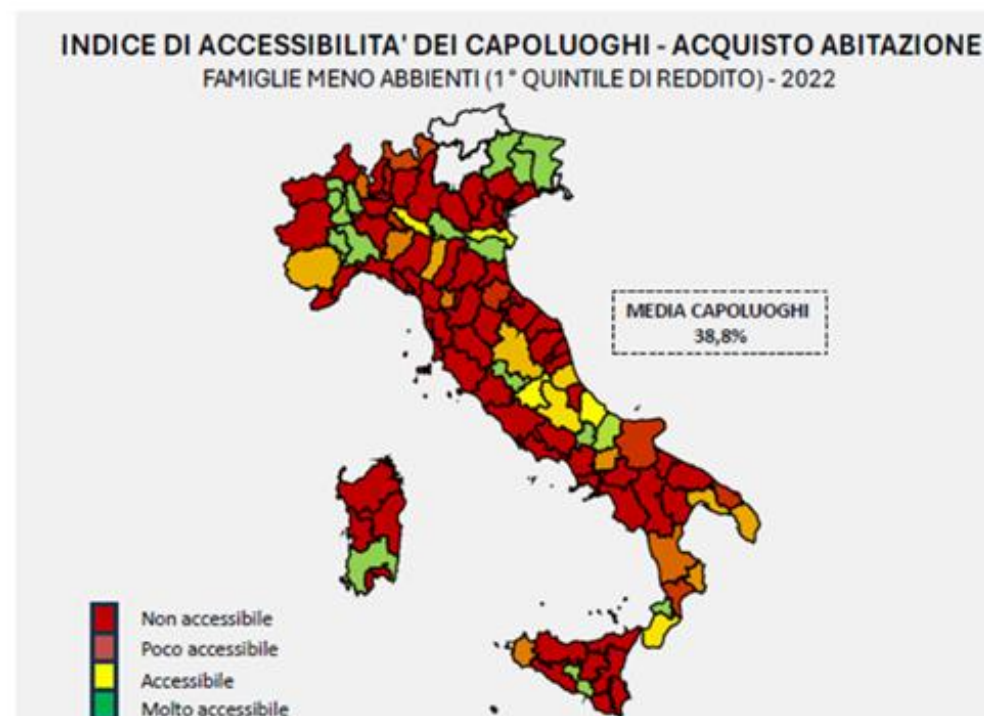 INDICE DI ACCESSIBILITA' DEI CAPOLUOGHI - ACQUISTO ABITAZIONE
FAMIGLIE MENO ABBIENTI (1° QUINTILE DI REDDITO) - 2022
MEDIA CAPOLUOGHI
38,8%
Non accessibile
Poco accessibile
Accessibile
Molto accessibile